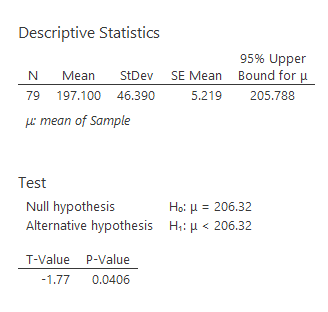 Descriptive Statistics
95% Upper
N Mean StDev SE Mean Bound for μ
79 197.100 46.390 5.219 205.788
μ: mean of Sample
Test
Null hypothesis H₀: μ = 206.32
Alternative hypothesis H₁: μ < 206.32
T-Value P-Value
-1.77 0.0406